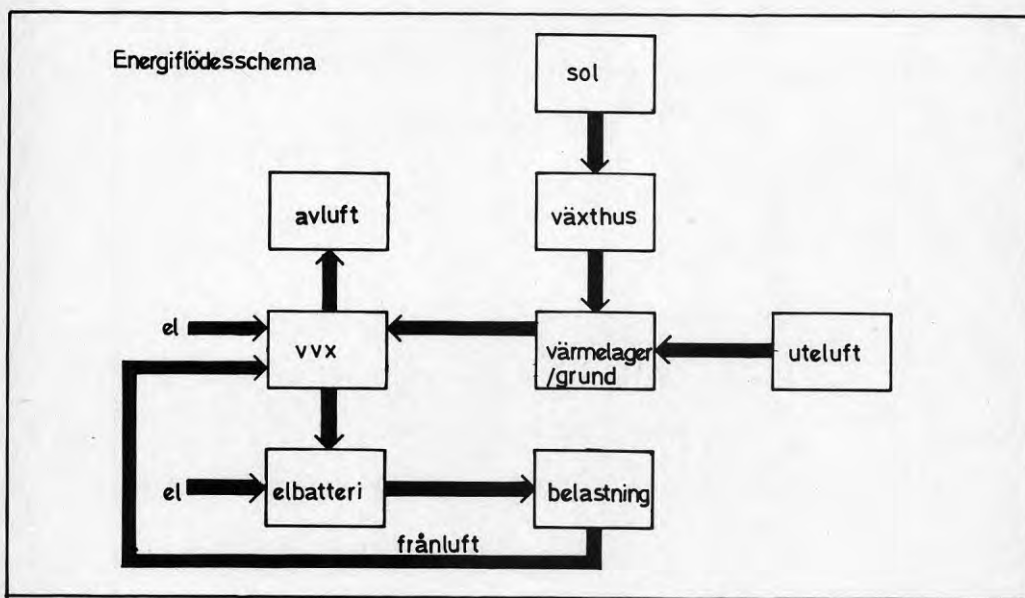 Energiflödesschema
sol
avluft
växthus
el
vvx
värmelager
/grund
uteluft
el
elbatteri
belastning
frånluft